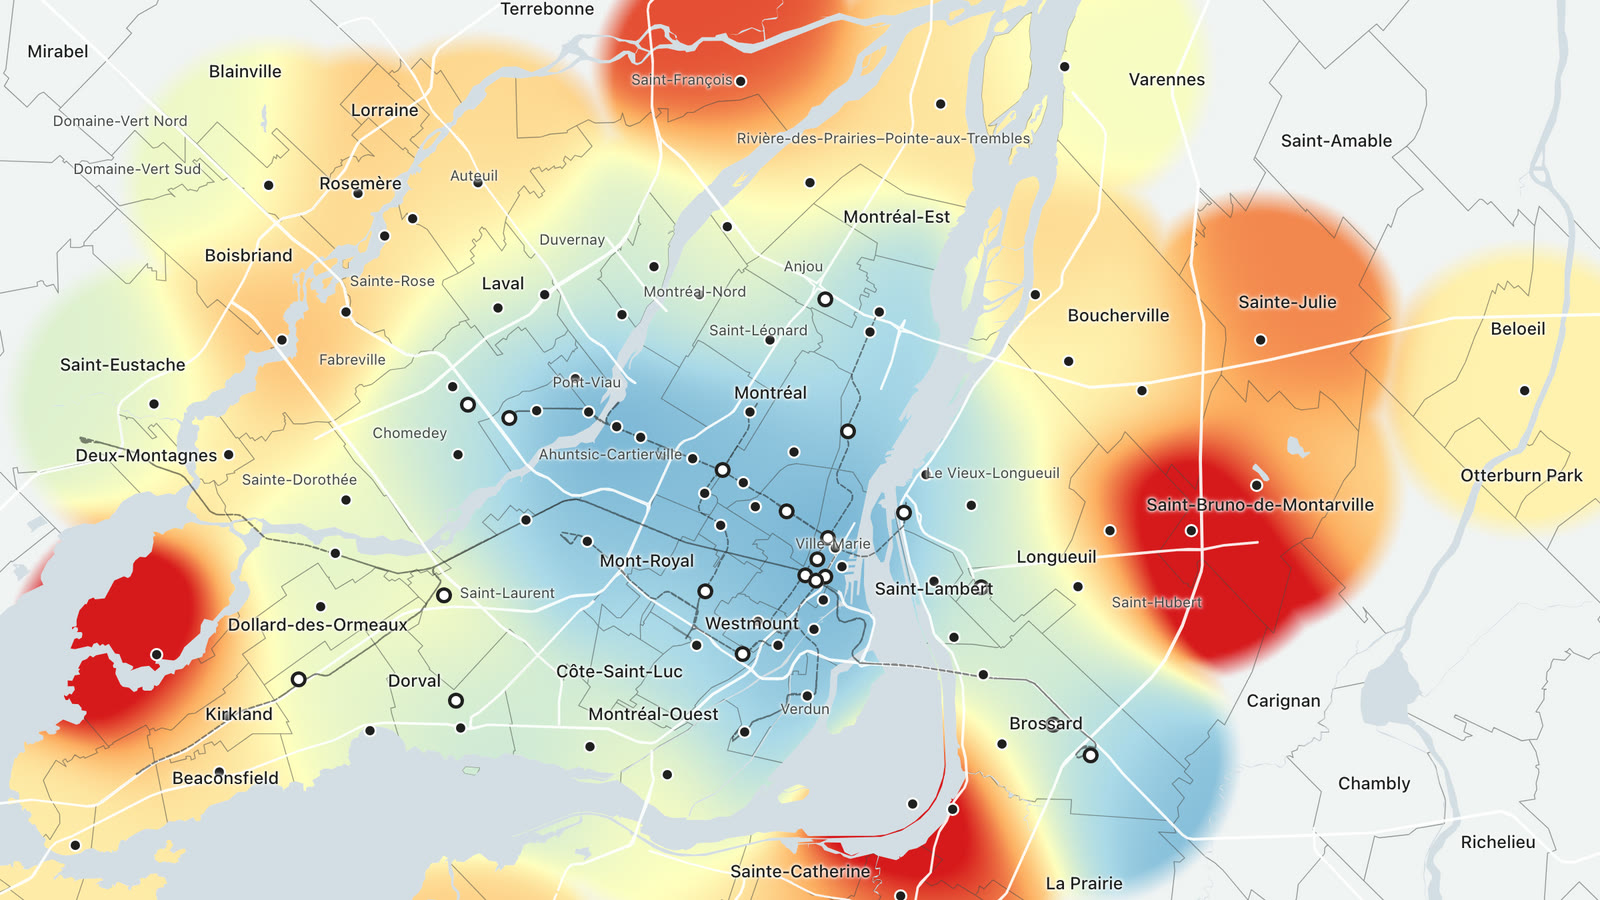 Terrebonne
Mirabel
Blainville
Saint-François
Varennes
Lorraine
Domaine-Vert Nord
Rivière-des-Prairies–Pointe-aux-Trembles
Saint-Amable
Domaine-Vert Sud
Rosemère
Auteuil
Montréal-Est
Duvernay
Boisbriand
Anjou
Sainte-Rose
Laval
Montréal-Nord
Sainte-Julie
Boucherville
Saint-Léonard
Beloeil
Saint-Eustache
Fabreville
Pont-Viau
Montréal
Chomedey
Deux-Montagnes
Ahuntsic-Cartierville
Le Vieux-Longueuil
Otterburn Park
Sainte-Dorothée
Saint-Bruno-de-Montarville
Ville-Marie
Mont-Royal
Longueuil
Saint-Laurent
Saint-Lambert
Saint-Hubert
Dollard-des-Ormeaux
Westmount
Côte-Saint-Luc
Dorval
Carignan
Kirkland
Montréal-Ouest
Verdun
Brossard
Beaconsfield
Chambly
Richelieu
Sainte-Catherine
La Prairie